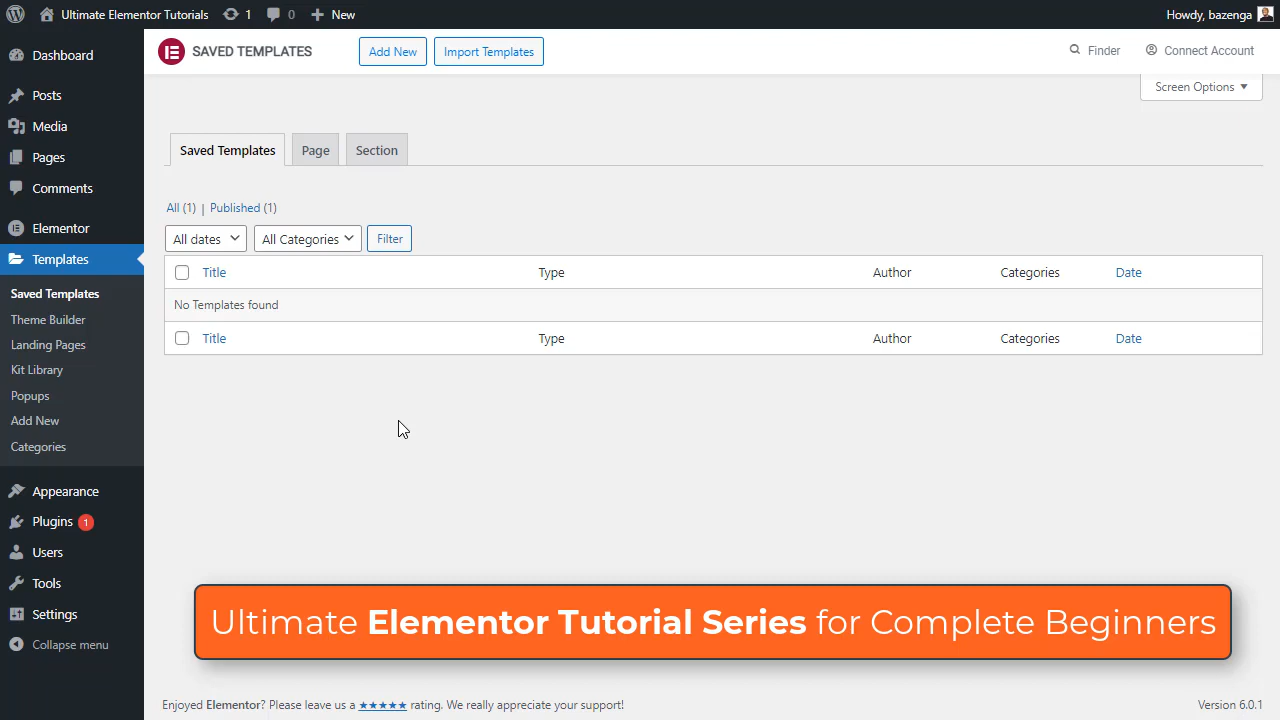 Ultimate Elementor Tutorials 1 0 New Howdy, bazenga
SAVED TEMPLATES Add New Import Templates Finder Connect Account
Screen Options
Dashboard
Posts
Media
Pages
Comments
Elementor
Templates
Saved Templates
Theme Builder
Landing Pages
Kit Library
Popups
Add New
Categories
Appearance
Plugins 1
Users
Tools
Settings
Collapse menu
Saved Templates Page Section
All (1) | Published (1)
All dates All Categories Filter
Title Type Author Categories Date
No Templates found
Title Type Author Categories Date
Ultimate Elementor Tutorial Series for Complete Beginners
Enjoyed Elementor? Please leave us a ★★★★★ rating. We really appreciate your support! Version 6.0.1